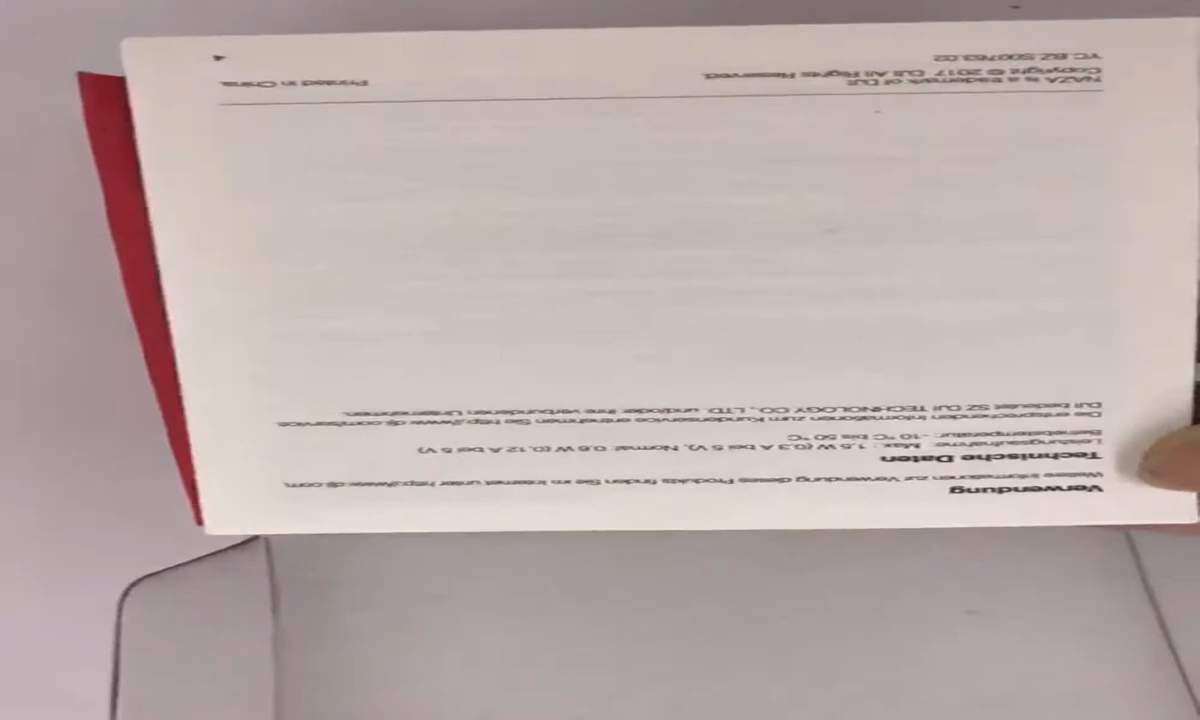 Verwendung
Weitere Informationen zur Verwendung dieses Produkts finden Sie im Internet unter http://www.dji.com.
Technische Daten
Leistungsaufnahme: Max.: 1,5 W (0,3 A bei 5 V), Normal: 0,6 W (0,12 A bei 5 V)
Betriebstemperatur: -10 °C bis 50 °C
Die entsprechenden Informationen zum Kundenservice entnehmen Sie http://www.dji.com/service.
DJI bedeutet SZ DJI TECHNOLOGY CO., LTD. und/oder ihre verbundenen Unternehmen.
NAZA is a trademark of DJI.
Copyright © 2017 DJI All Rights Reserved.
Printed in China.
YC.BZ.S00763.02